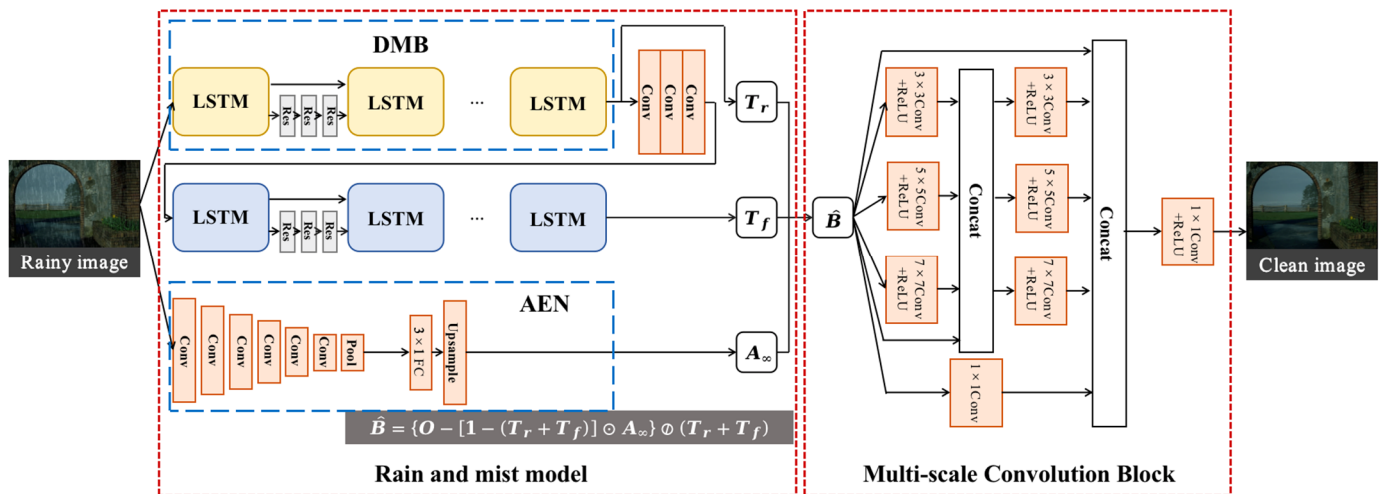 DMB
LSTM
Res
Res
Res
LSTM
...
LSTM
Conv
Conv
Conv
T_r
Rainy image
LSTM
Res
Res
Res
LSTM
...
LSTM
T_f
AEN
Conv
Conv
Conv
Conv
Conv
Conv
Pool
3×1 FC
Upsample
A_∞
B̂ = {O − [1 − (T_r + T_f)] ⊙ A_∞} ⊘ (T_r + T_f)
Rain and mist model
B̂
3×3Conv
+ReLU
5×5Conv
+ReLU
7×7Conv
+ReLU
Concat
3×3Conv
+ReLU
5×5Conv
+ReLU
7×7Conv
+ReLU
1×1Conv
Concat
1×1Conv
+ReLU
Clean image
Multi-scale Convolution Block